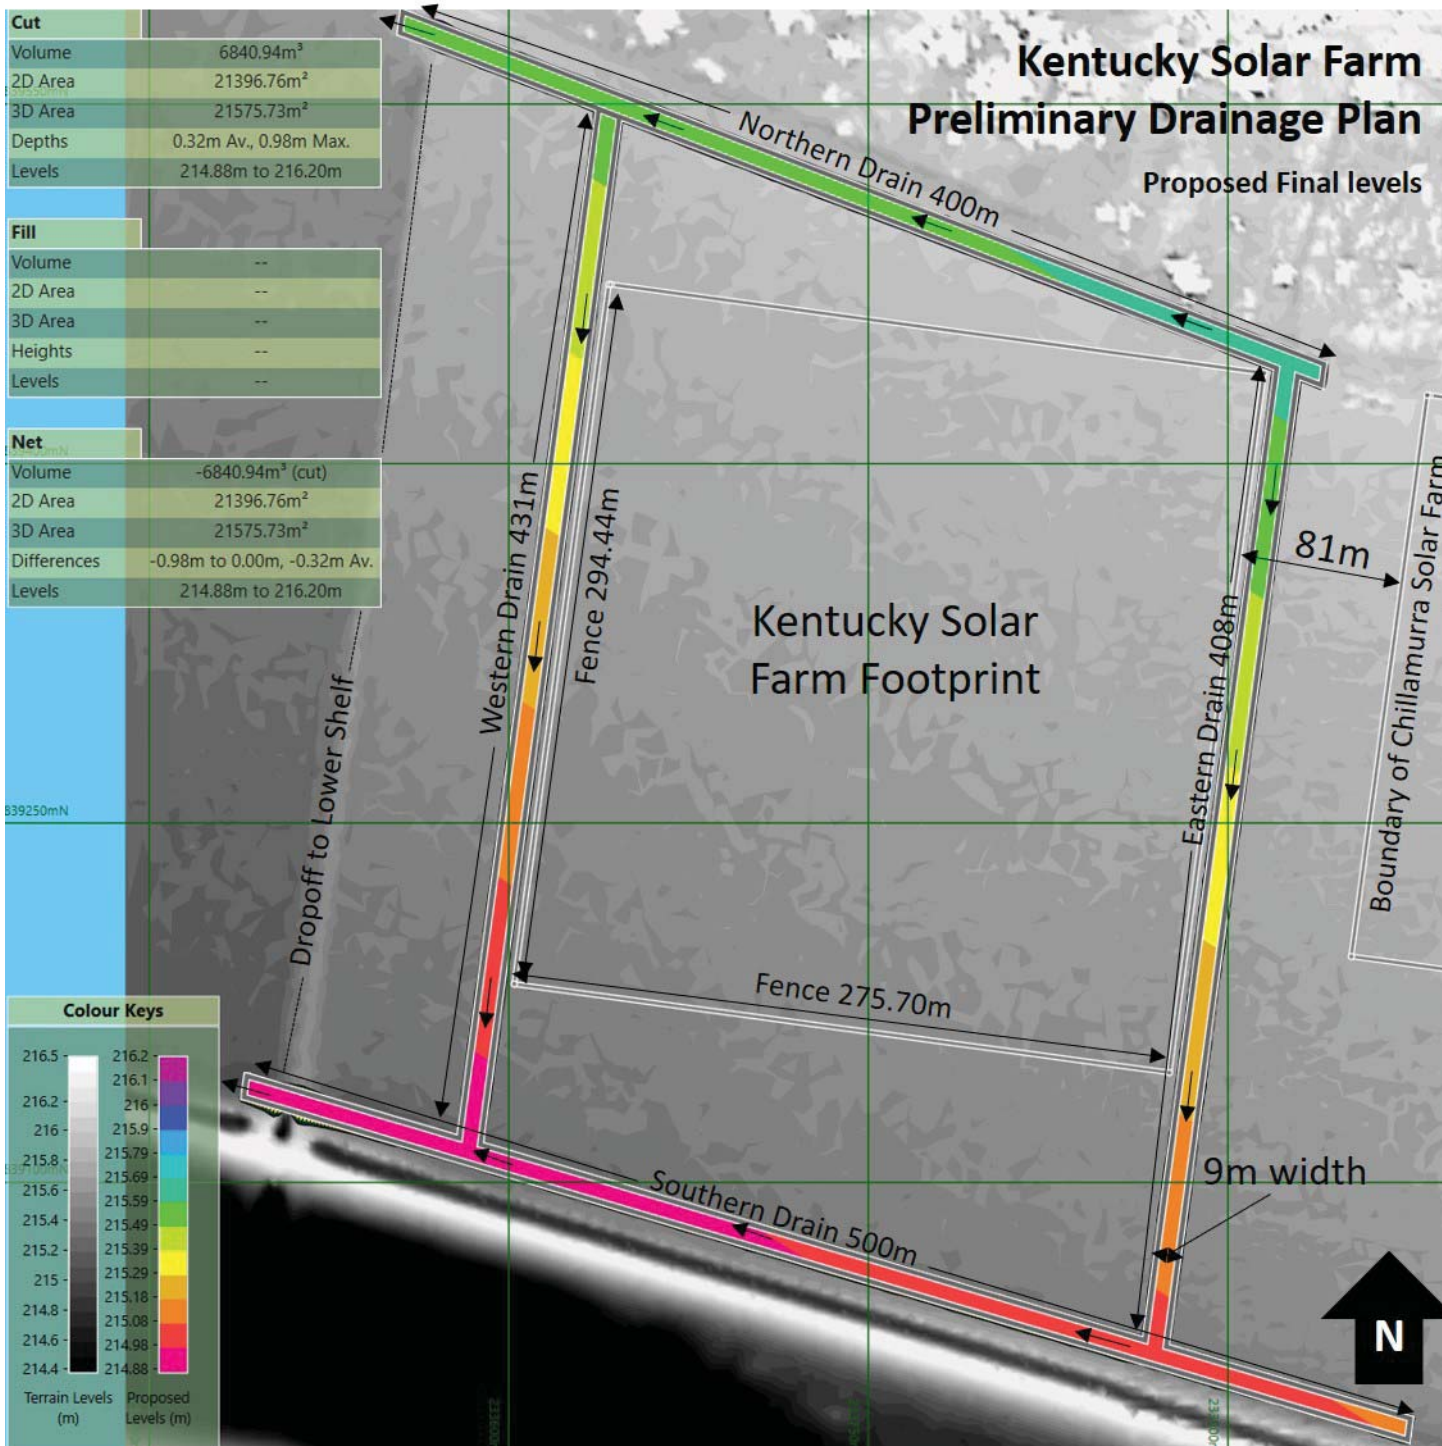 Kentucky Solar Farm
Preliminary Drainage Plan
Proposed Final levels
Cut
Volume 6840.94m³
2D Area 21396.76m²
3D Area 21575.73m²
Depths 0.32m Av., 0.98m Max.
Levels 214.88m to 216.20m
Fill
Volume --
2D Area --
3D Area --
Heights --
Levels --
Net
Volume -6840.94m³ (cut)
2D Area 21396.76m²
3D Area 21575.73m²
Differences -0.98m to 0.00m, -0.32m Av.
Levels 214.88m to 216.20m
Northern Drain 400m
Western Drain 431m
Fence 294.44m
Kentucky Solar
Farm Footprint
Eastern Drain 408m
81m
Boundary of Chillamurra Solar Farm
Dropoff to Lower Shelf
839250mN
Fence 275.70m
9m width
Southern Drain 500m
N
Colour Keys
216.5 216.2
216.1
216.2 216
216 215.9
215.8 215.79
215.69
215.6 215.59
215.4 215.49
215.2 215.39
215 215.29
215.18
214.8 215.08
214.6 214.98
214.4 214.88
Terrain Levels Proposed
(m) Levels (m)